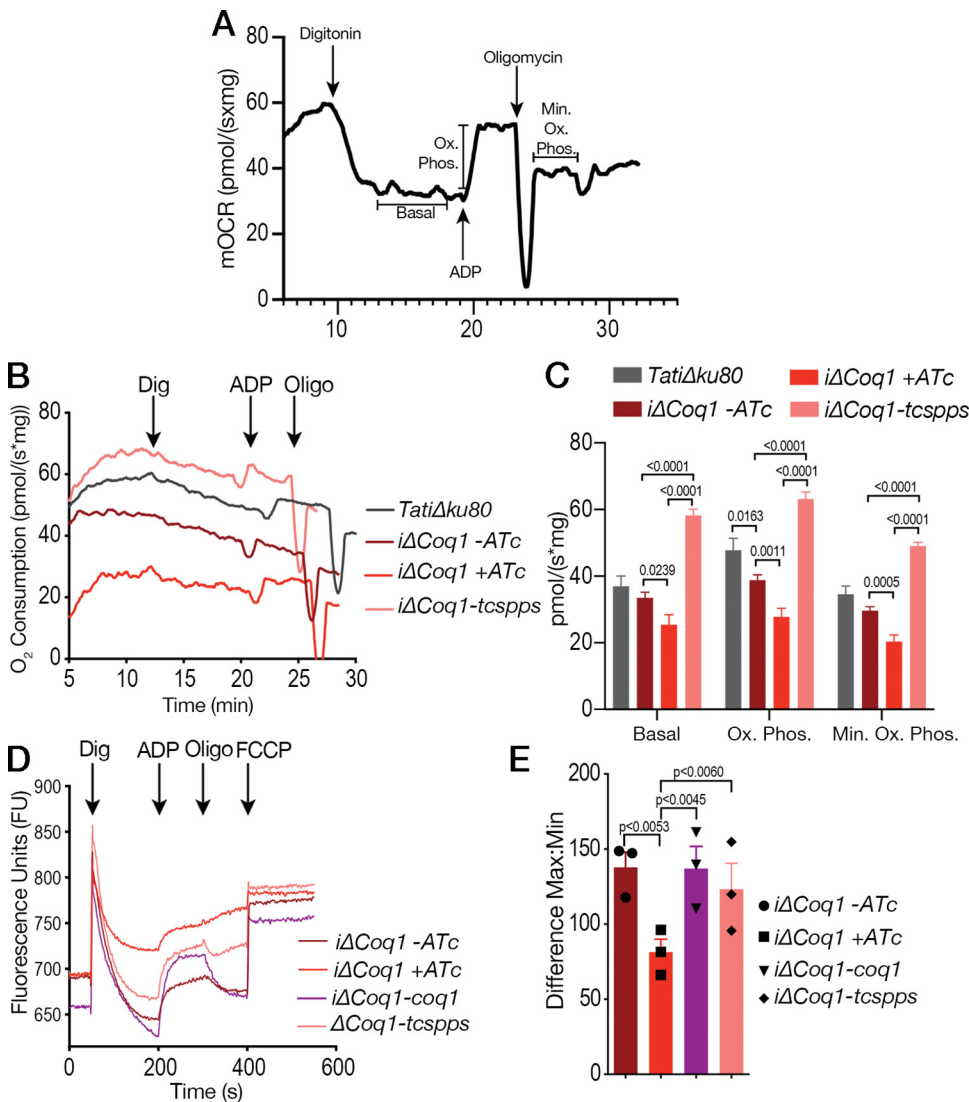 A
Digitonin
Oligomycin
Min.
Ox.
Phos.
Ox.
Phos.
Basal
ADP
mOCR (pmol/(sxmg)
80
60
40
20
0
10
20
30
B
Dig
ADP
Oligo
O2 Consumption (pmol/(s*mg))
80
60
40
20
0
5
10
15
20
25
30
Time (min)
TatiΔku80
iΔCoq1 -ATc
iΔCoq1 +ATc
iΔCoq1-tcspps
C
TatiΔku80
iΔCoq1 +ATc
iΔCoq1 -ATc
iΔCoq1-tcspps
pmol/(s*mg)
80
60
40
20
0
<0.0001
<0.0001
0.0239
<0.0001
<0.0001
0.0163
0.0011
<0.0001
<0.0001
0.0005
Basal
Ox. Phos.
Min. Ox. Phos.
D
Dig
ADP
Oligo
FCCP
Fluorescence Units (FU)
900
850
800
750
700
650
0
200
400
600
Time (s)
iΔCoq1 -ATc
iΔCoq1 +ATc
iΔCoq1-coq1
ΔCoq1-tcspps
E
Difference Max:Min
200
150
100
50
0
p<0.0060
p<0.0045
p<0.0053
iΔCoq1 -ATc
iΔCoq1 +ATc
iΔCoq1-coq1
iΔCoq1-tcspps